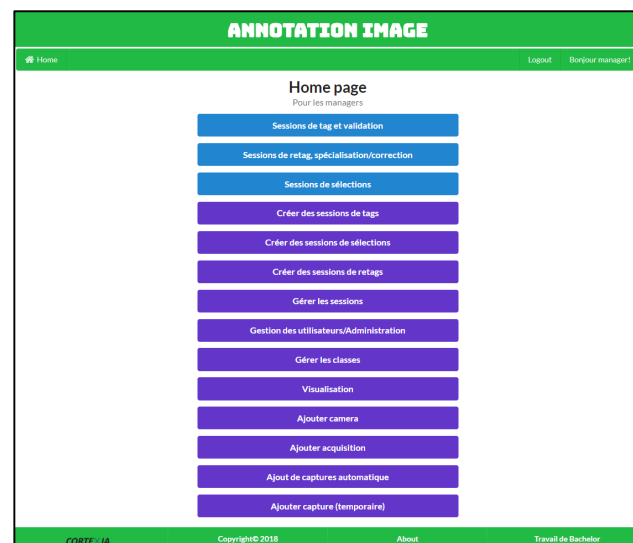 ANNOTATION IMAGE
Home
Logout
Bonjour manager!
Home page
Pour les managers
Sessions de tag et validation
Sessions de retag, spécialisation/correction
Sessions de sélections
Créer des sessions de tags
Créer des sessions de sélections
Créer des sessions de retags
Gérer les sessions
Gestion des utilisateurs/Administration
Gérer les classes
Visualisation
Ajouter camera
Ajouter acquisition
Ajout de captures automatique
Ajouter capture (temporaire)
CORTEXIA
Copyright© 2018
About
Travail de Bachelor